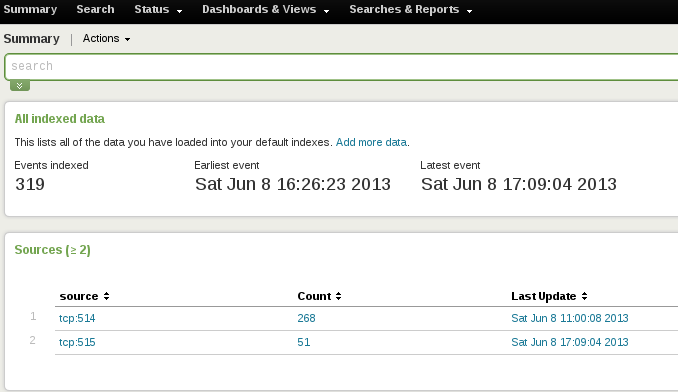 Summary Search Status Dashboards & Views Searches & Reports
Summary | Actions
search
All indexed data
This lists all of the data you have loaded into your default indexes. Add more data.
Events indexed Earliest event Latest event
319 Sat Jun 8 16:26:23 2013 Sat Jun 8 17:09:04 2013
Sources (≥ 2)
source Count Last Update
1 tcp:514 268 Sat Jun 8 11:00:08 2013
2 tcp:515 51 Sat Jun 8 17:09:04 2013